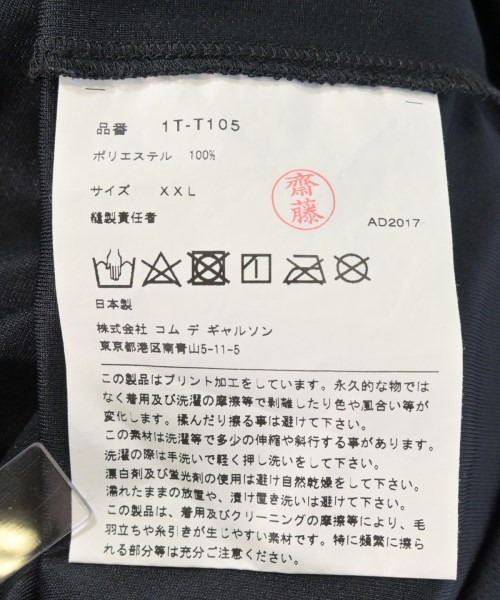 品番 1T-T105
ポリエステル 100%
サイズ XXL
齋藤
縫製責任者
AD2017
日本製
株式会社 コム デ ギャルソン
東京都港区南青山5-11-5
この製品はプリント加工をしています。永久的な物では
なく着用及び洗濯の摩擦等で剥離したり色や風合い等が
変化します。揉んだり擦る事は避けて下さい。
この素材は洗濯等で多少の伸縮や斜行する事があります。
洗濯の際は手洗いで軽く押し洗いをして下さい。
漂白剤及び蛍光剤の使用は避け自然乾燥をして下さい。
濡れたままの放置や、漬け置き洗いは避けて下さい。
この製品は、着用及びクリーニングの摩擦等により、毛
羽立ちや糸引きが生じやすい素材です。特に頻繁に擦ら
れる部分等は充分ご注意ください。